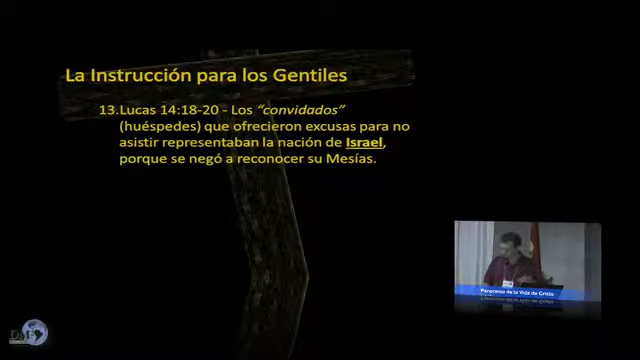 La Instrucción para los Gentiles
13.Lucas 14:18-20 - Los “convidados”
(huéspedes) que ofrecieron excusas para no
asistir representaban la nación de Israel,
porque se negó a reconocer su Mesías.
Panorama de la Vida de Cristo
DM